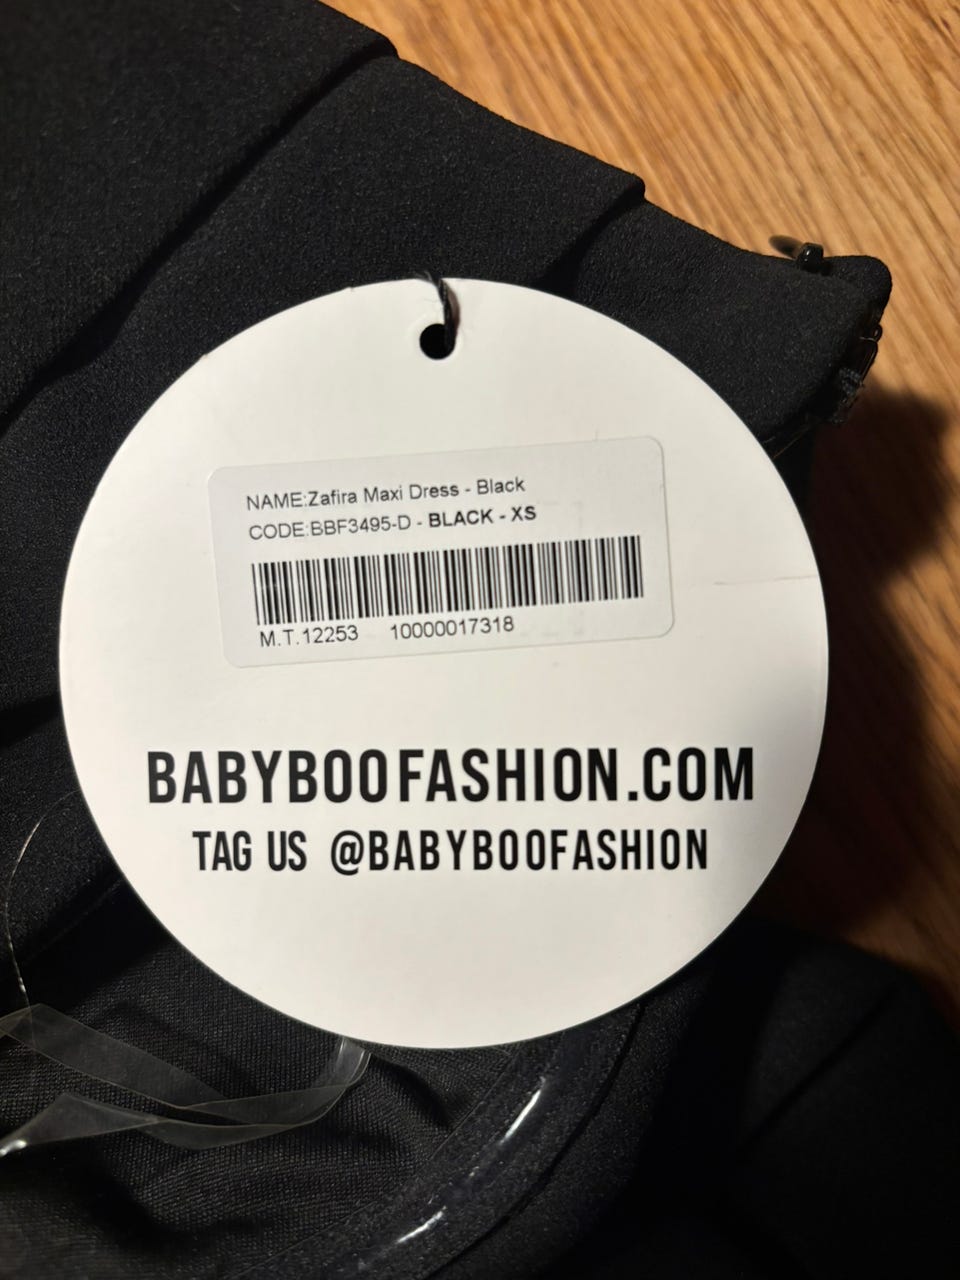 NAME:Zafira Maxi Dress - Black
CODE:BBF3495-D - BLACK - XS
M.T.12253 10000017318
BABYBOOFASHION.COM
TAG US @BABYBOOFASHION